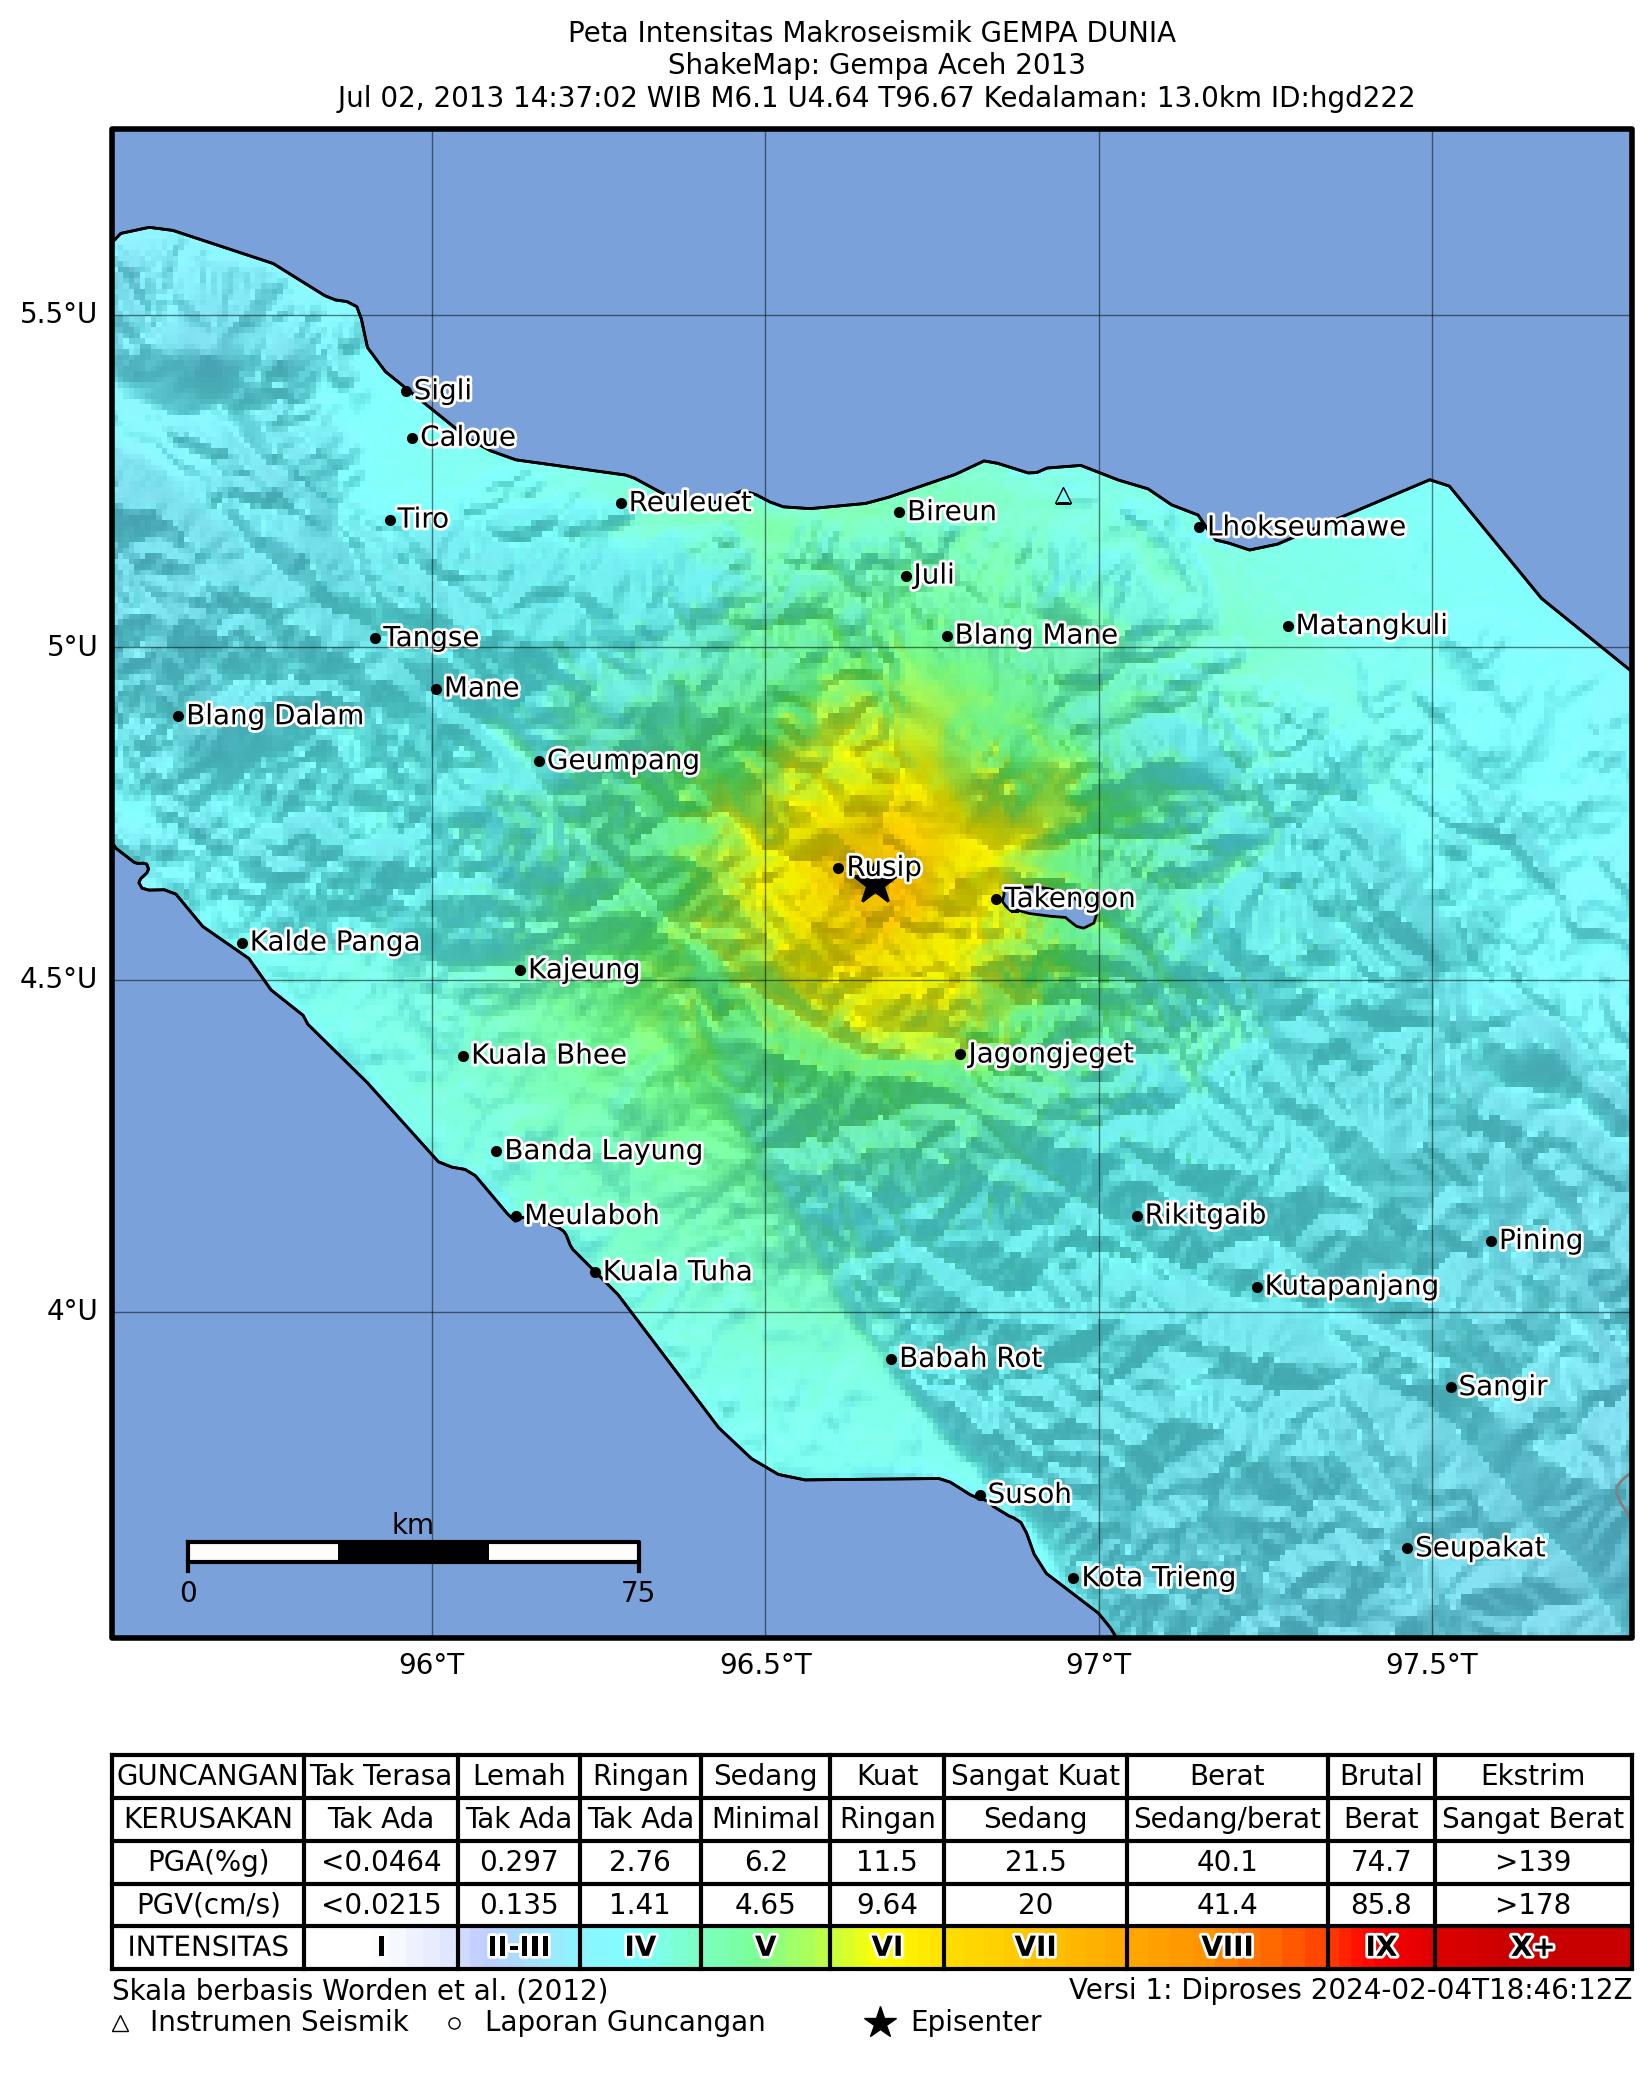 Peta Intensitas Makroseismik GEMPA DUNIA
ShakeMap: Gempa Aceh 2013
Jul 02, 2013 14:37:02 WIB M6.1 U4.64 T96.67 Kedalaman: 13.0km ID:hgd222
5.5°U
Sigli
Caloue
Reuleuet
Bireun
Tiro
Lhokseumawe
Juli
Matangkuli
Blang Mane
Tangse
5°U
Mane
Blang Dalam
Geumpang
Rusip
Takengon
Kalde Panga
Kajeung
4.5°U
Jagongjeget
Kuala Bhee
Banda Layung
Meulaboh
Rikitgaib
Pining
Kuala Tuha
Kutapanjang
4°U
Babah Rot
Sangir
Susoh
km
Seupakat
Kota Trieng
0 75
96°T 96.5°T 97°T 97.5°T
GUNCANGAN Tak Terasa Lemah Ringan Sedang Kuat Sangat Kuat Berat Brutal Ekstrim
KERUSAKAN Tak Ada Tak Ada Tak Ada Minimal Ringan Sedang Sedang/berat Berat Sangat Berat
PGA(%g) <0.0464 0.297 2.76 6.2 11.5 21.5 40.1 74.7 >139
PGV(cm/s) <0.0215 0.135 1.41 4.65 9.64 20 41.4 85.8 >178
INTENSITAS I II-III IV V VI VII VIII IX X+
Skala berbasis Worden et al. (2012) Versi 1: Diproses 2024-02-04T18:46:12Z
Instrumen Seismik Laporan Guncangan Episenter